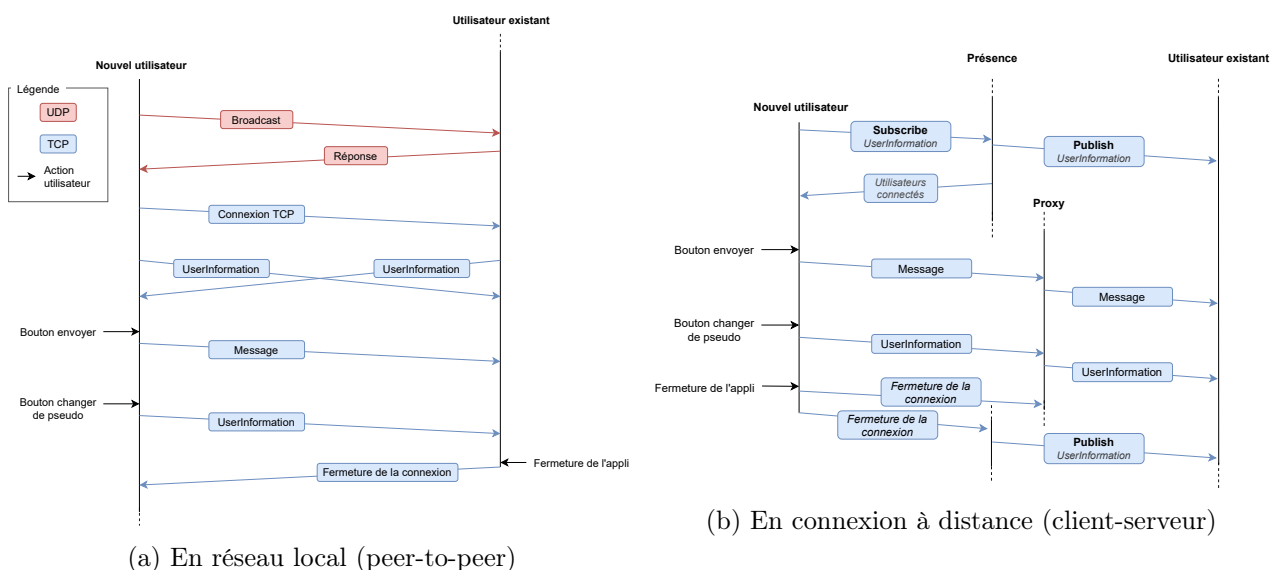 Utilisateur existant
Nouvel utilisateur
Légende
UDP
TCP
Action
utilisateur
Broadcast
Réponse
Connexion TCP
UserInformation
UserInformation
Bouton envoyer
Message
Bouton changer
de pseudo
UserInformation
Fermeture de l'appli
Fermeture de la connexion
(a) En réseau local (peer-to-peer)
Présence
Utilisateur existant
Nouvel utilisateur
Subscribe
UserInformation
Publish
UserInformation
Utilisateurs
connectés
Proxy
Bouton envoyer
Message
Message
Bouton changer
de pseudo
UserInformation
UserInformation
Fermeture de l'appli
Fermeture de la
connexion
Fermeture de la
connexion
Publish
UserInformation
(b) En connexion à distance (client-serveur)